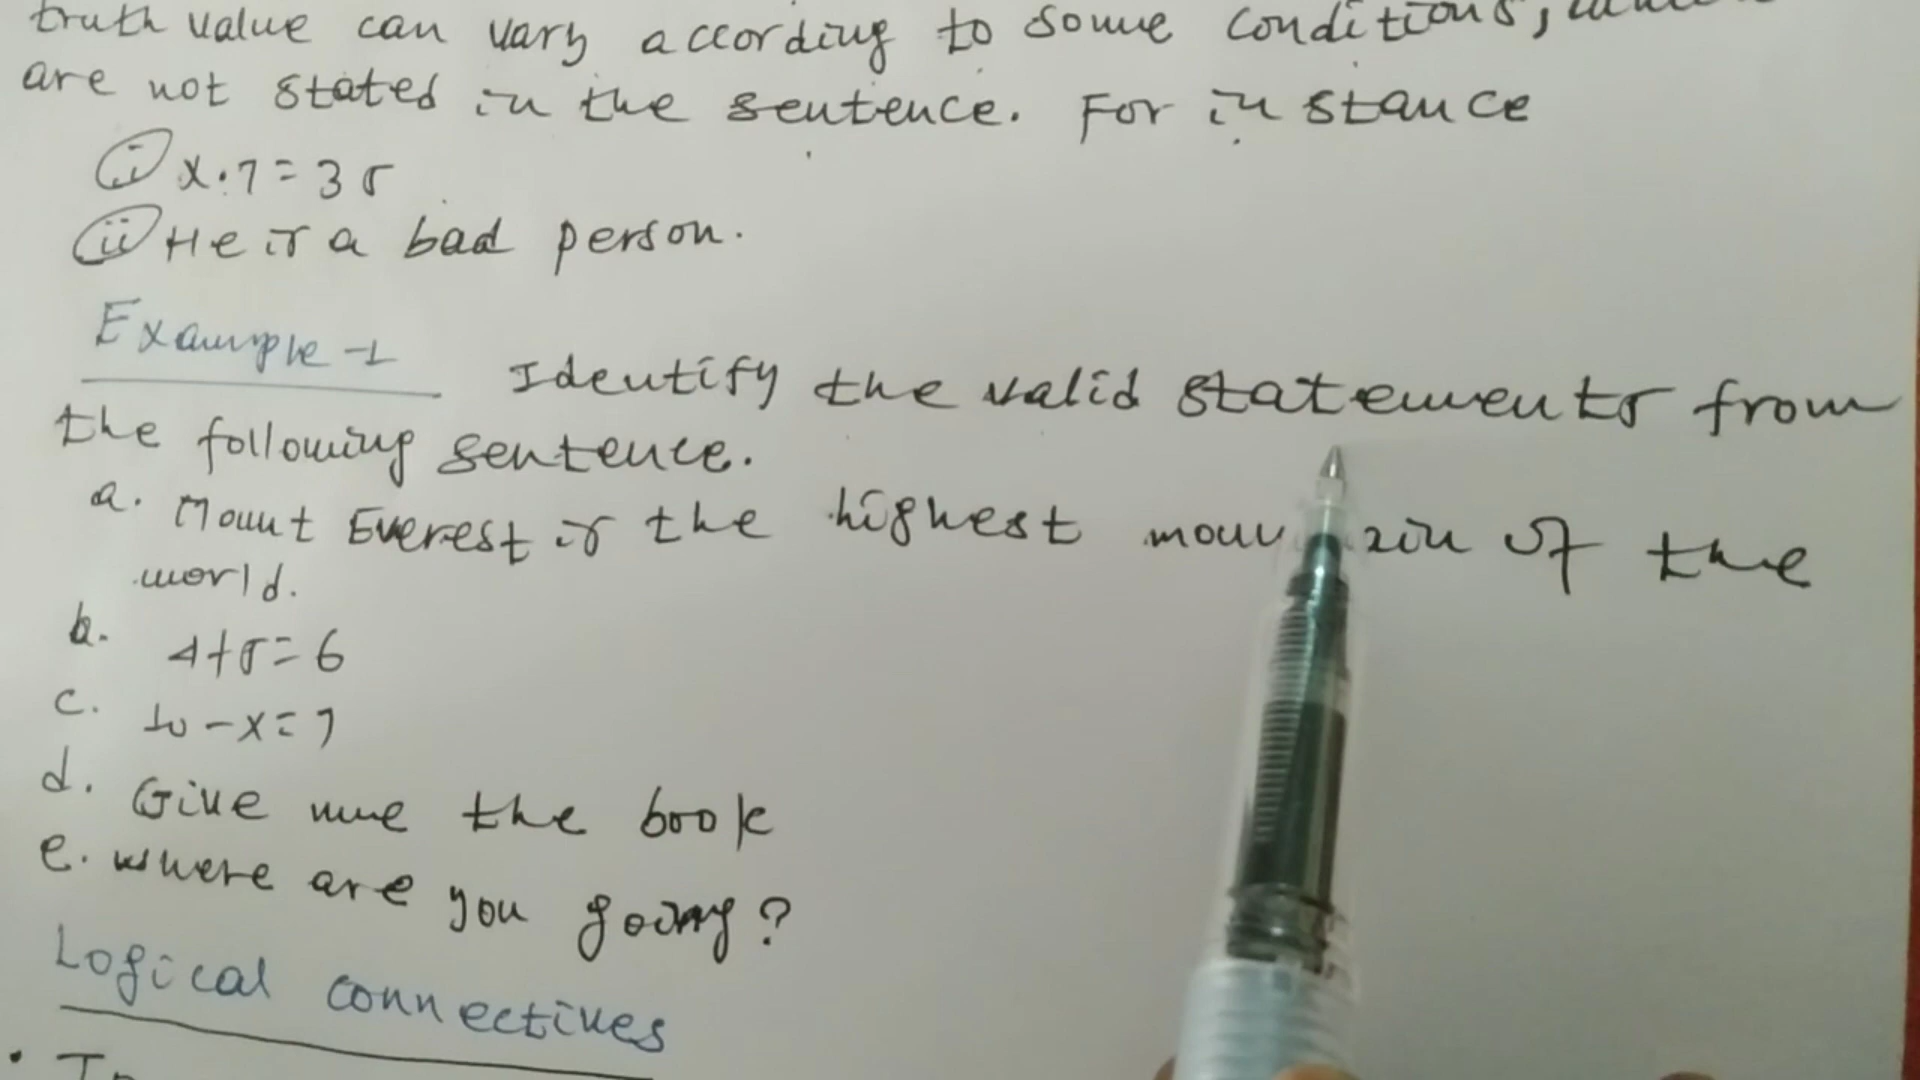 truth value can vary according to some conditions,
are not stated in the sentence. For instance
(i) x.7=35
(ii) He is a bad person.
Example-1
Identify the valid statements from
the following sentence.
a. Mount Everest is the highest of the
world.
b. 4+5=6
c. 10-x=7
d. Give me the book
e. where are you going?
Logical connectives